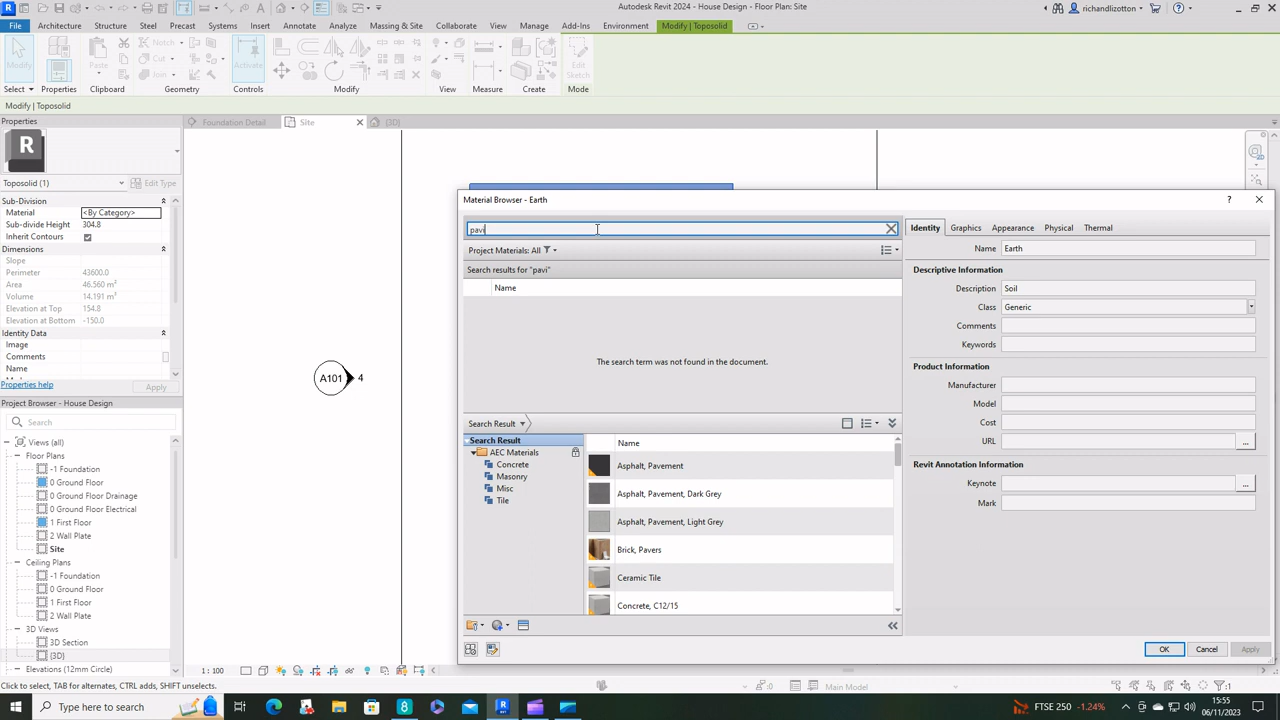 Autodesk Revit 2024 - House Design - Floor Plan: Site
richandlizotton
File Architecture Structure Steel Precast Systems Insert Annotate Analyze Massing & Site Collaborate View Manage Add-Ins Environment Modify | Toposolid
Modify Paste Notch Cut Join Activate Edit Sketch
Select Properties Clipboard Geometry Controls Modify View Measure Create Mode
Modify | Toposolid
Properties
R
Toposolid (1) Edit Type
Sub-Division
Material <By Category>
Sub-divide Height 304.8
Inherit Contours
Dimensions
Slope
Perimeter 43600.0
Area 46.560 m²
Volume 14.191 m³
Elevation at Top 154.8
Elevation at Bottom -150.0
Identity Data
Image
Comments
Name
Properties help Apply
Project Browser - House Design
Search
Views (all)
Floor Plans
-1 Foundation
0 Ground Floor
0 Ground Floor Drainage
0 Ground Floor Electrical
1 First Floor
2 Wall Plate
Site
Ceiling Plans
-1 Foundation
0 Ground Floor
1 First Floor
2 Wall Plate
3D Views
3D Section
{3D}
Elevations (12mm Circle)
Foundation Detail Site {3D}
A101 4
Material Browser - Earth
pavi
Project Materials: All
Search results for "pavi"
Name
The search term was not found in the document.
Search Result
Search Result
AEC Materials
Concrete
Masonry
Misc
Tile
Name
Asphalt, Pavement
Asphalt, Pavement, Dark Grey
Asphalt, Pavement, Light Grey
Brick, Pavers
Ceramic Tile
Concrete, C12/15
Identity Graphics Appearance Physical Thermal
Name Earth
Descriptive Information
Description Soil
Class Generic
Comments
Keywords
Product Information
Manufacturer
Model
Cost
URL
Revit Annotation Information
Keynote
Mark
OK Cancel Apply
1 : 100
Click to select, TAB for alternates, CTRL adds, SHIFT unselects.
:0 Main Model :1
Type here to search
FTSE 250 -1.24%
15:55
06/11/2023